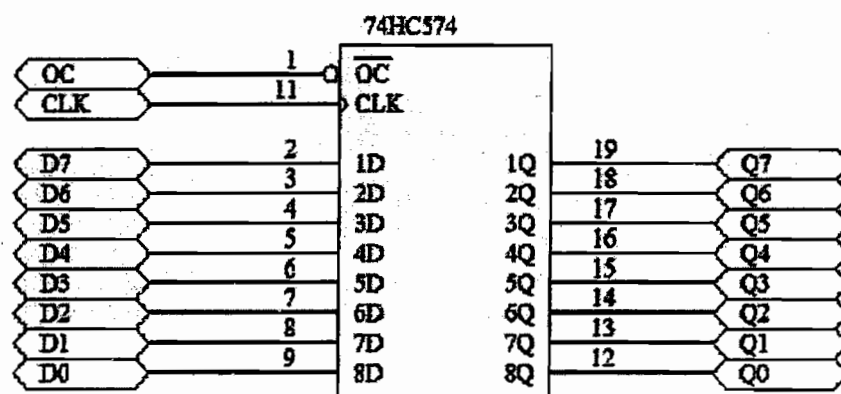 74HC574
OC 1 OC
CLK 11 CLK
D7 2 1D 1Q 19 Q7
D6 3 2D 2Q 18 Q6
D5 4 3D 3Q 17 Q5
D4 5 4D 4Q 16 Q4
D3 6 5D 5Q 15 Q3
D2 7 6D 6Q 14 Q2
D1 8 7D 7Q 13 Q1
D0 9 8D 8Q 12 Q0